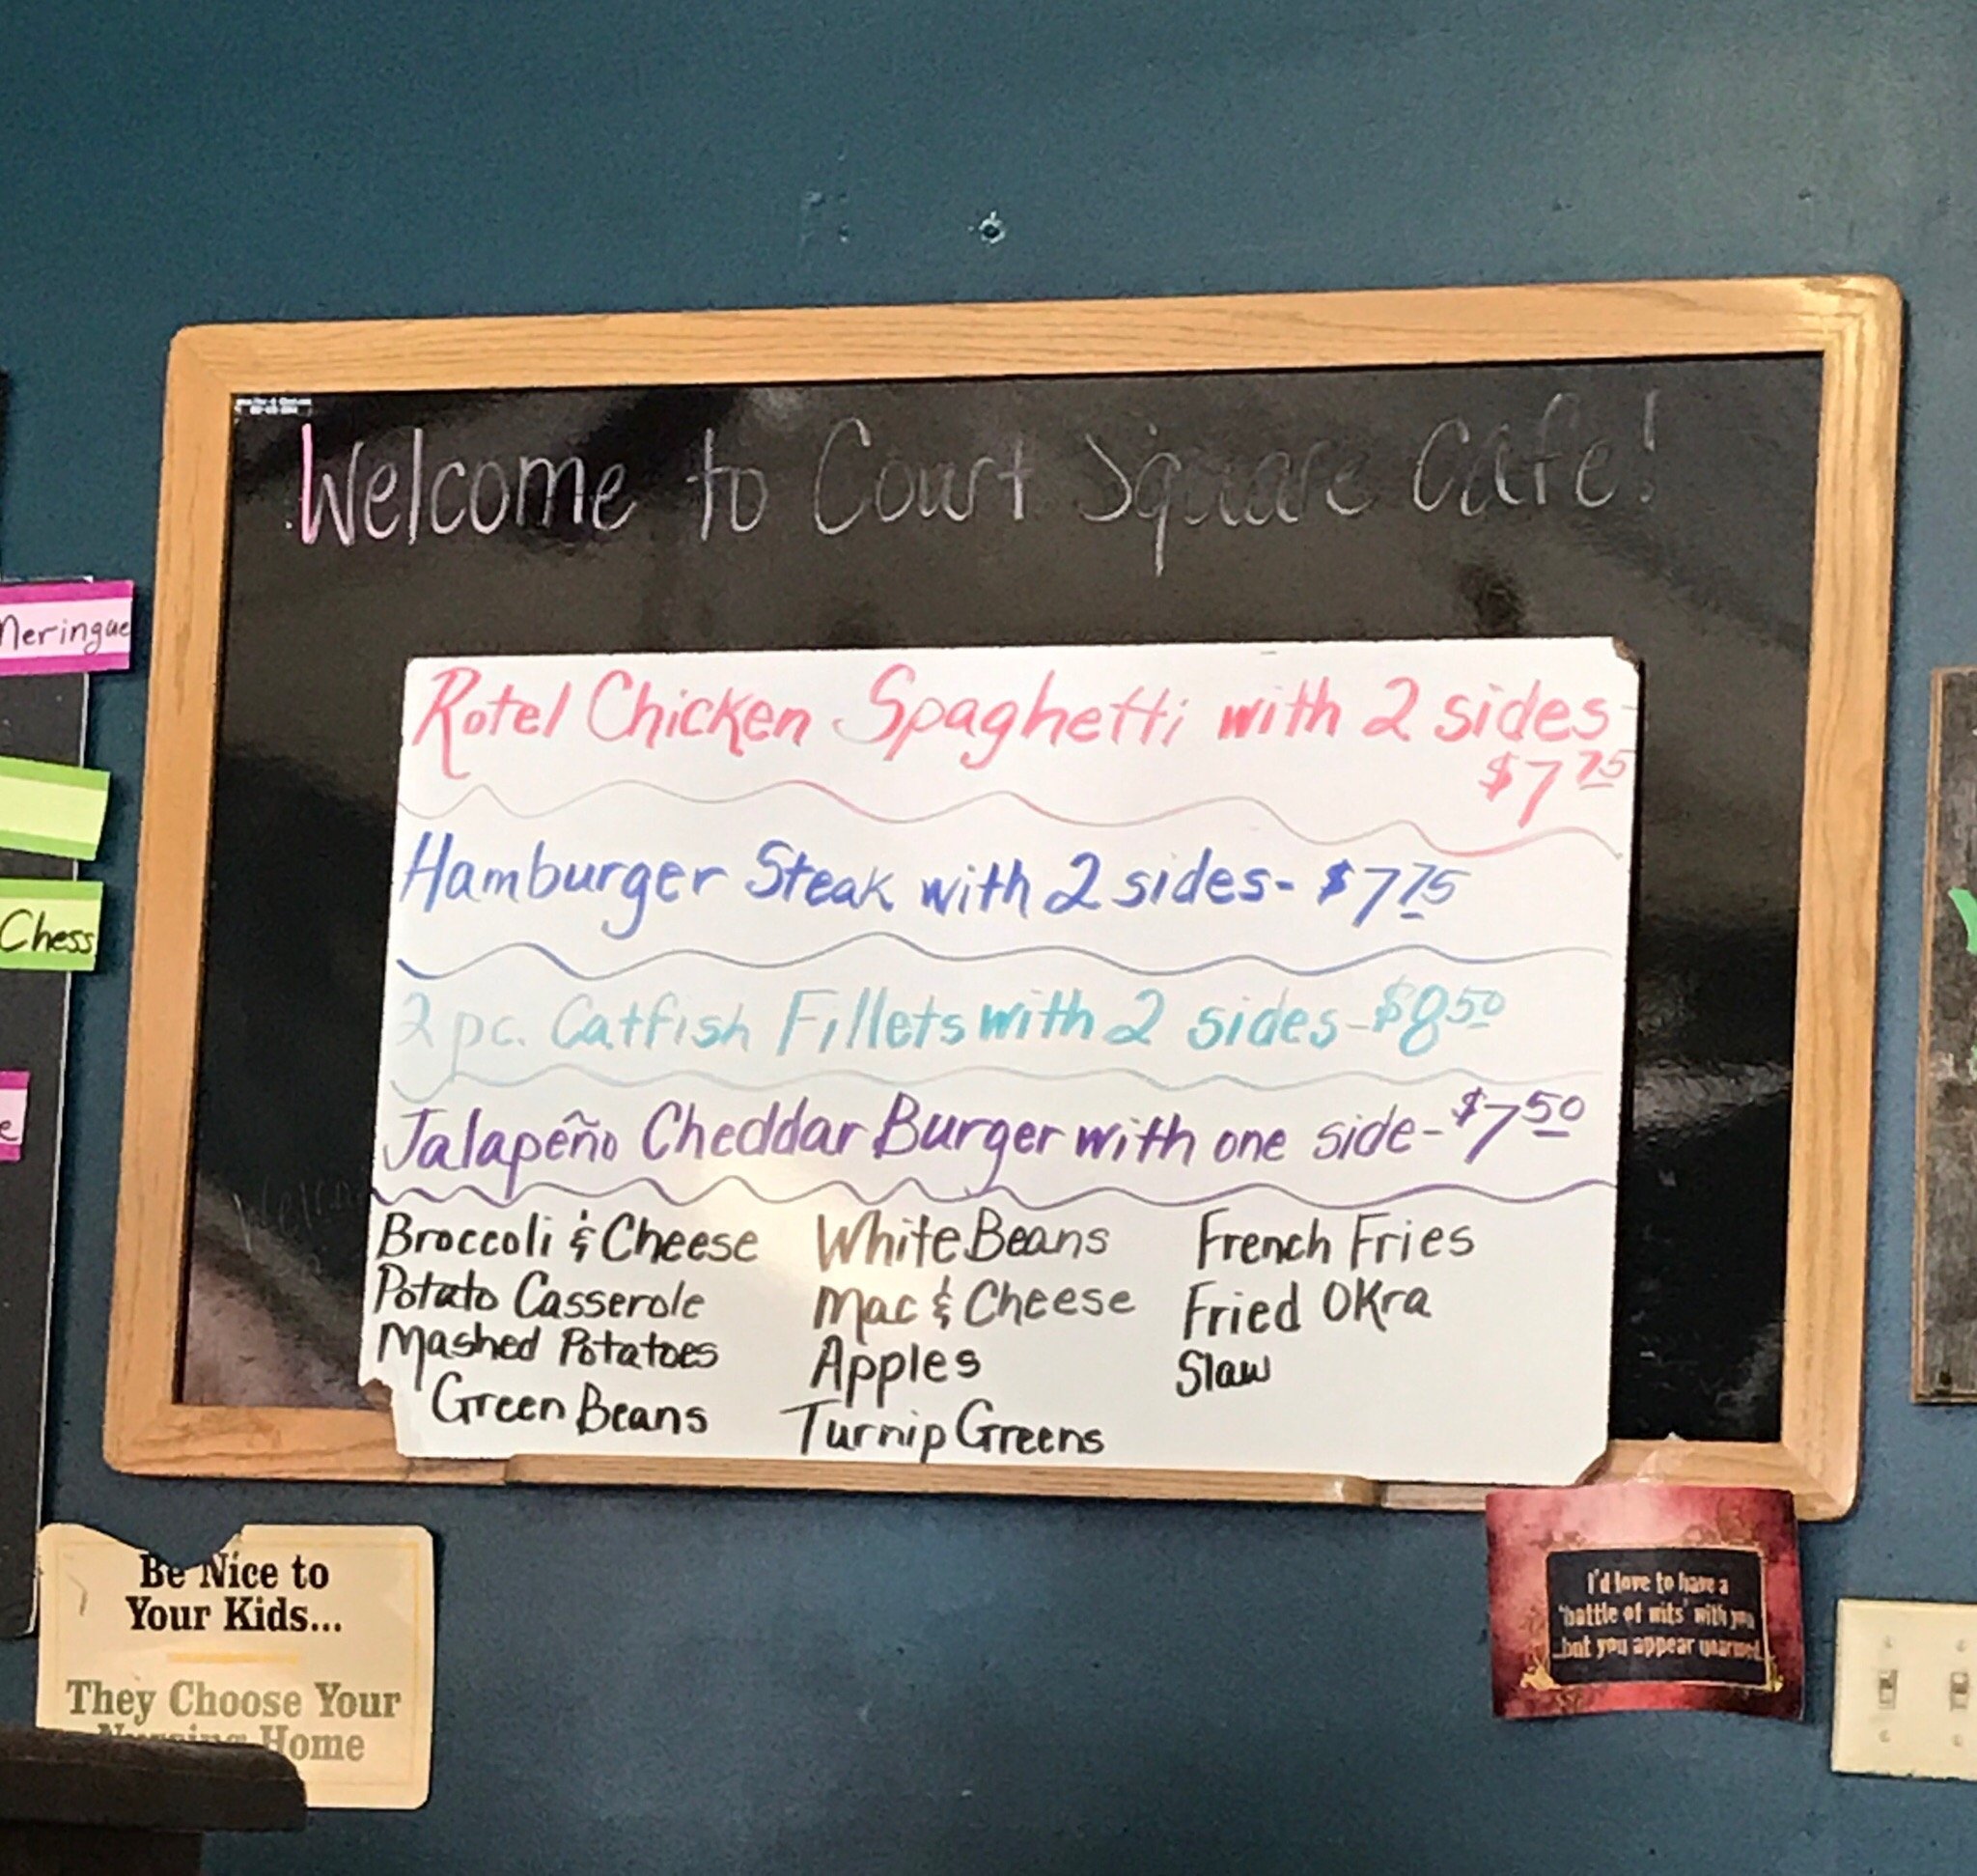 Welcome to Court Square Cafe!
Rotel Chicken Spaghetti with 2 sides-
$7 75
Hamburger Steak with 2 sides- $7 75
2 pc. Catfish Fillets with 2 sides-$8 50
Jalapeño Cheddar Burger with one side-$7 50
Broccoli & Cheese White Beans French Fries
Potato Casserole Mac & Cheese Fried Okra
Mashed Potatoes Apples Slaw
Green Beans Turnip Greens
Meringue
Chess
Be Nice to
Your Kids...
They Choose Your
Nursing Home
I'd love to have a
'battle of wits' with you
...but you appear unarmed